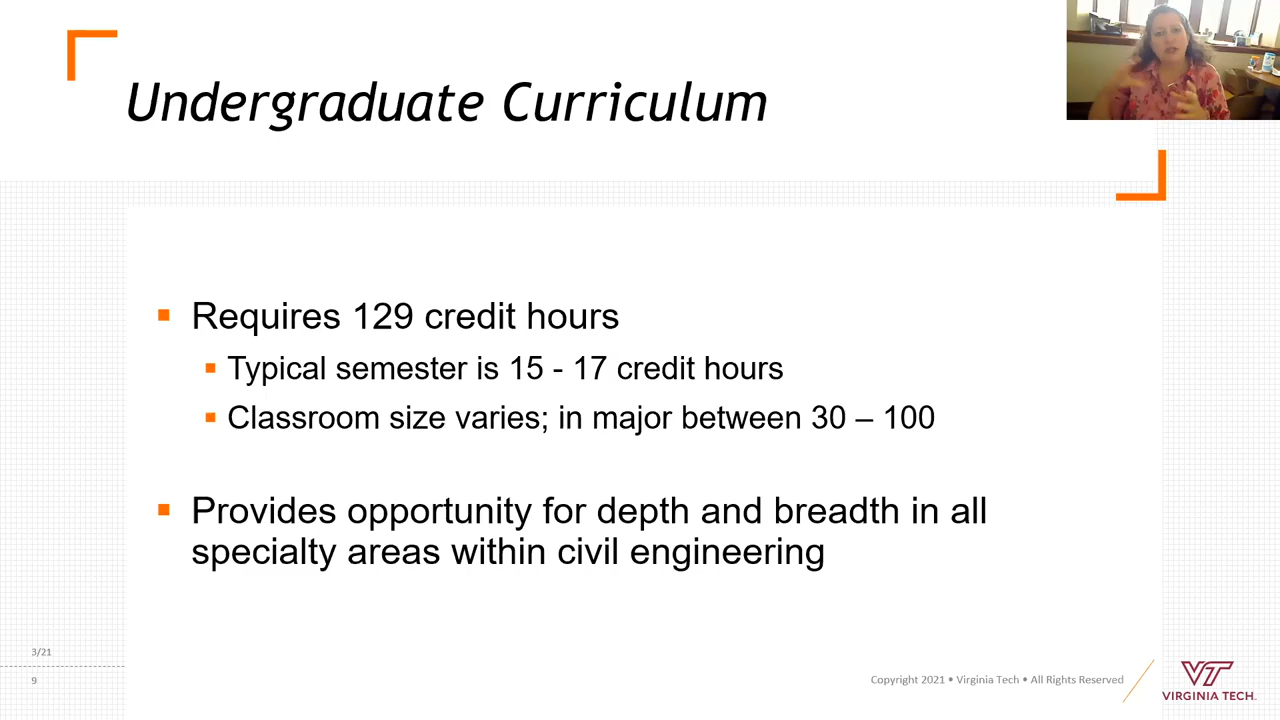 Undergraduate Curriculum
Requires 129 credit hours
Typical semester is 15 - 17 credit hours
Classroom size varies; in major between 30 – 100
Provides opportunity for depth and breadth in all
specialty areas within civil engineering
3/21
9
Copyright 2021 • Virginia Tech • All Rights Reserved
VT
VIRGINIA TECH.